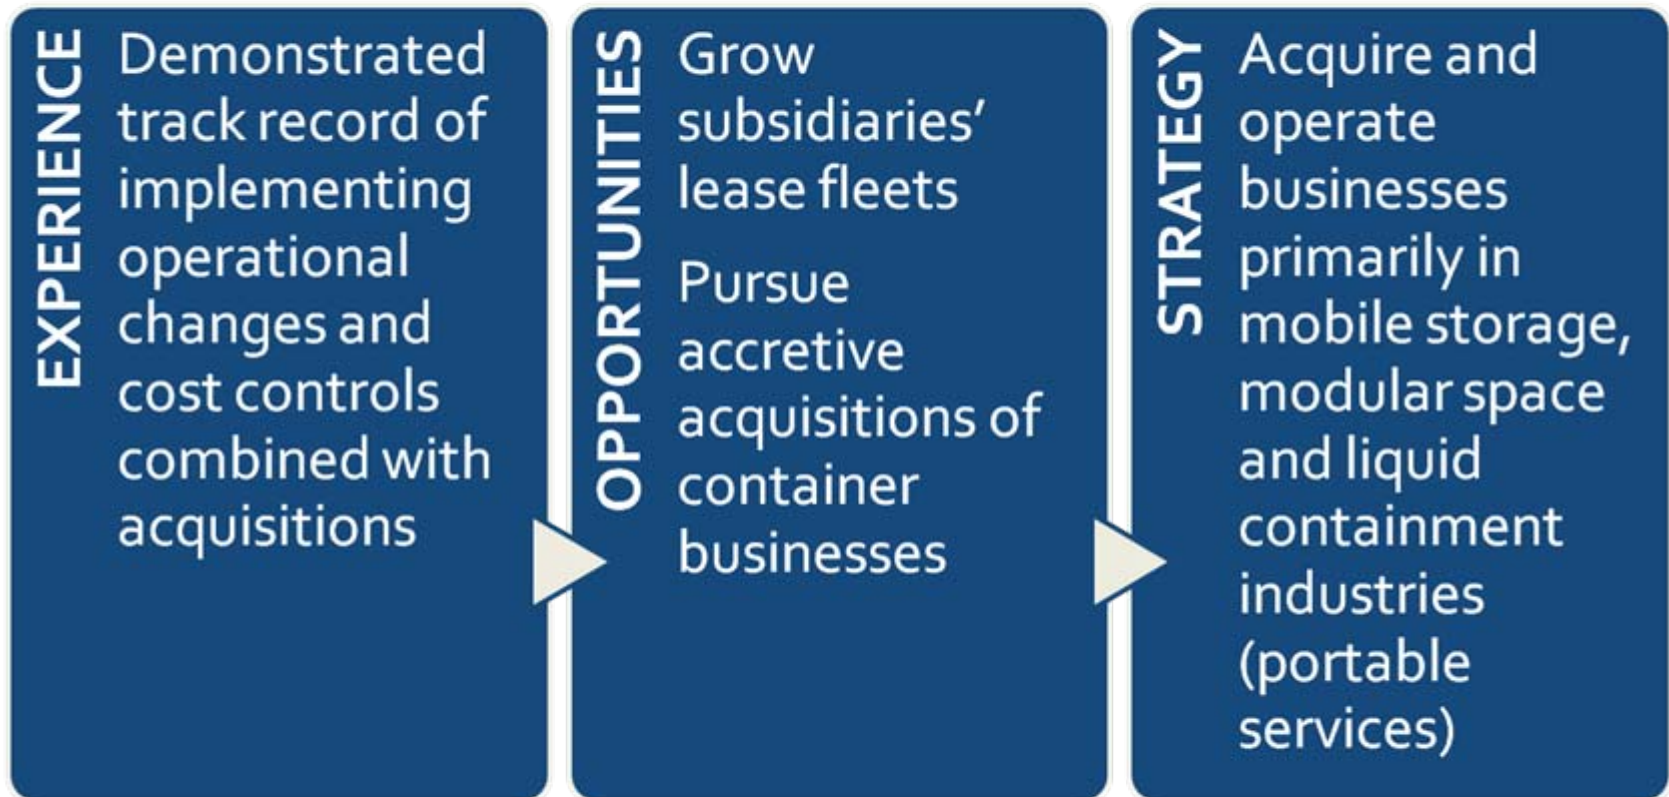 EXPERIENCE
Demonstrated
track record of
implementing
operational
changes and
cost controls
combined with
acquisitions
OPPORTUNITIES
Grow
subsidiaries’
lease fleets
Pursue
accretive
acquisitions of
container
businesses
STRATEGY
Acquire and
operate
businesses
primarily in
mobile storage,
modular space
and liquid
containment
industries
(portable
services)